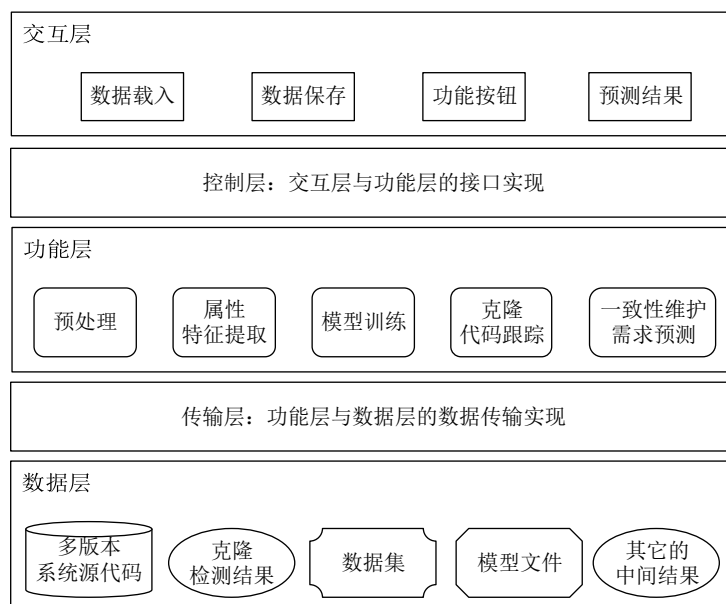 交互层
数据载入 数据保存 功能按钮 预测结果
控制层：交互层与功能层的接口实现
功能层
预处理
属性
特征提取
模型训练
克隆
代码跟踪
一致性维护
需求预测
传输层：功能层与数据层的数据传输实现
数据层
多版本
系统源代码
克隆
检测结果
数据集
模型文件
其它的
中间结果